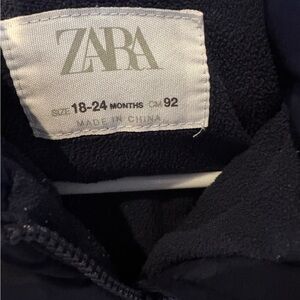 ZARA
SIZE 18-24 MONTHS CM 92
MADE IN CHINA